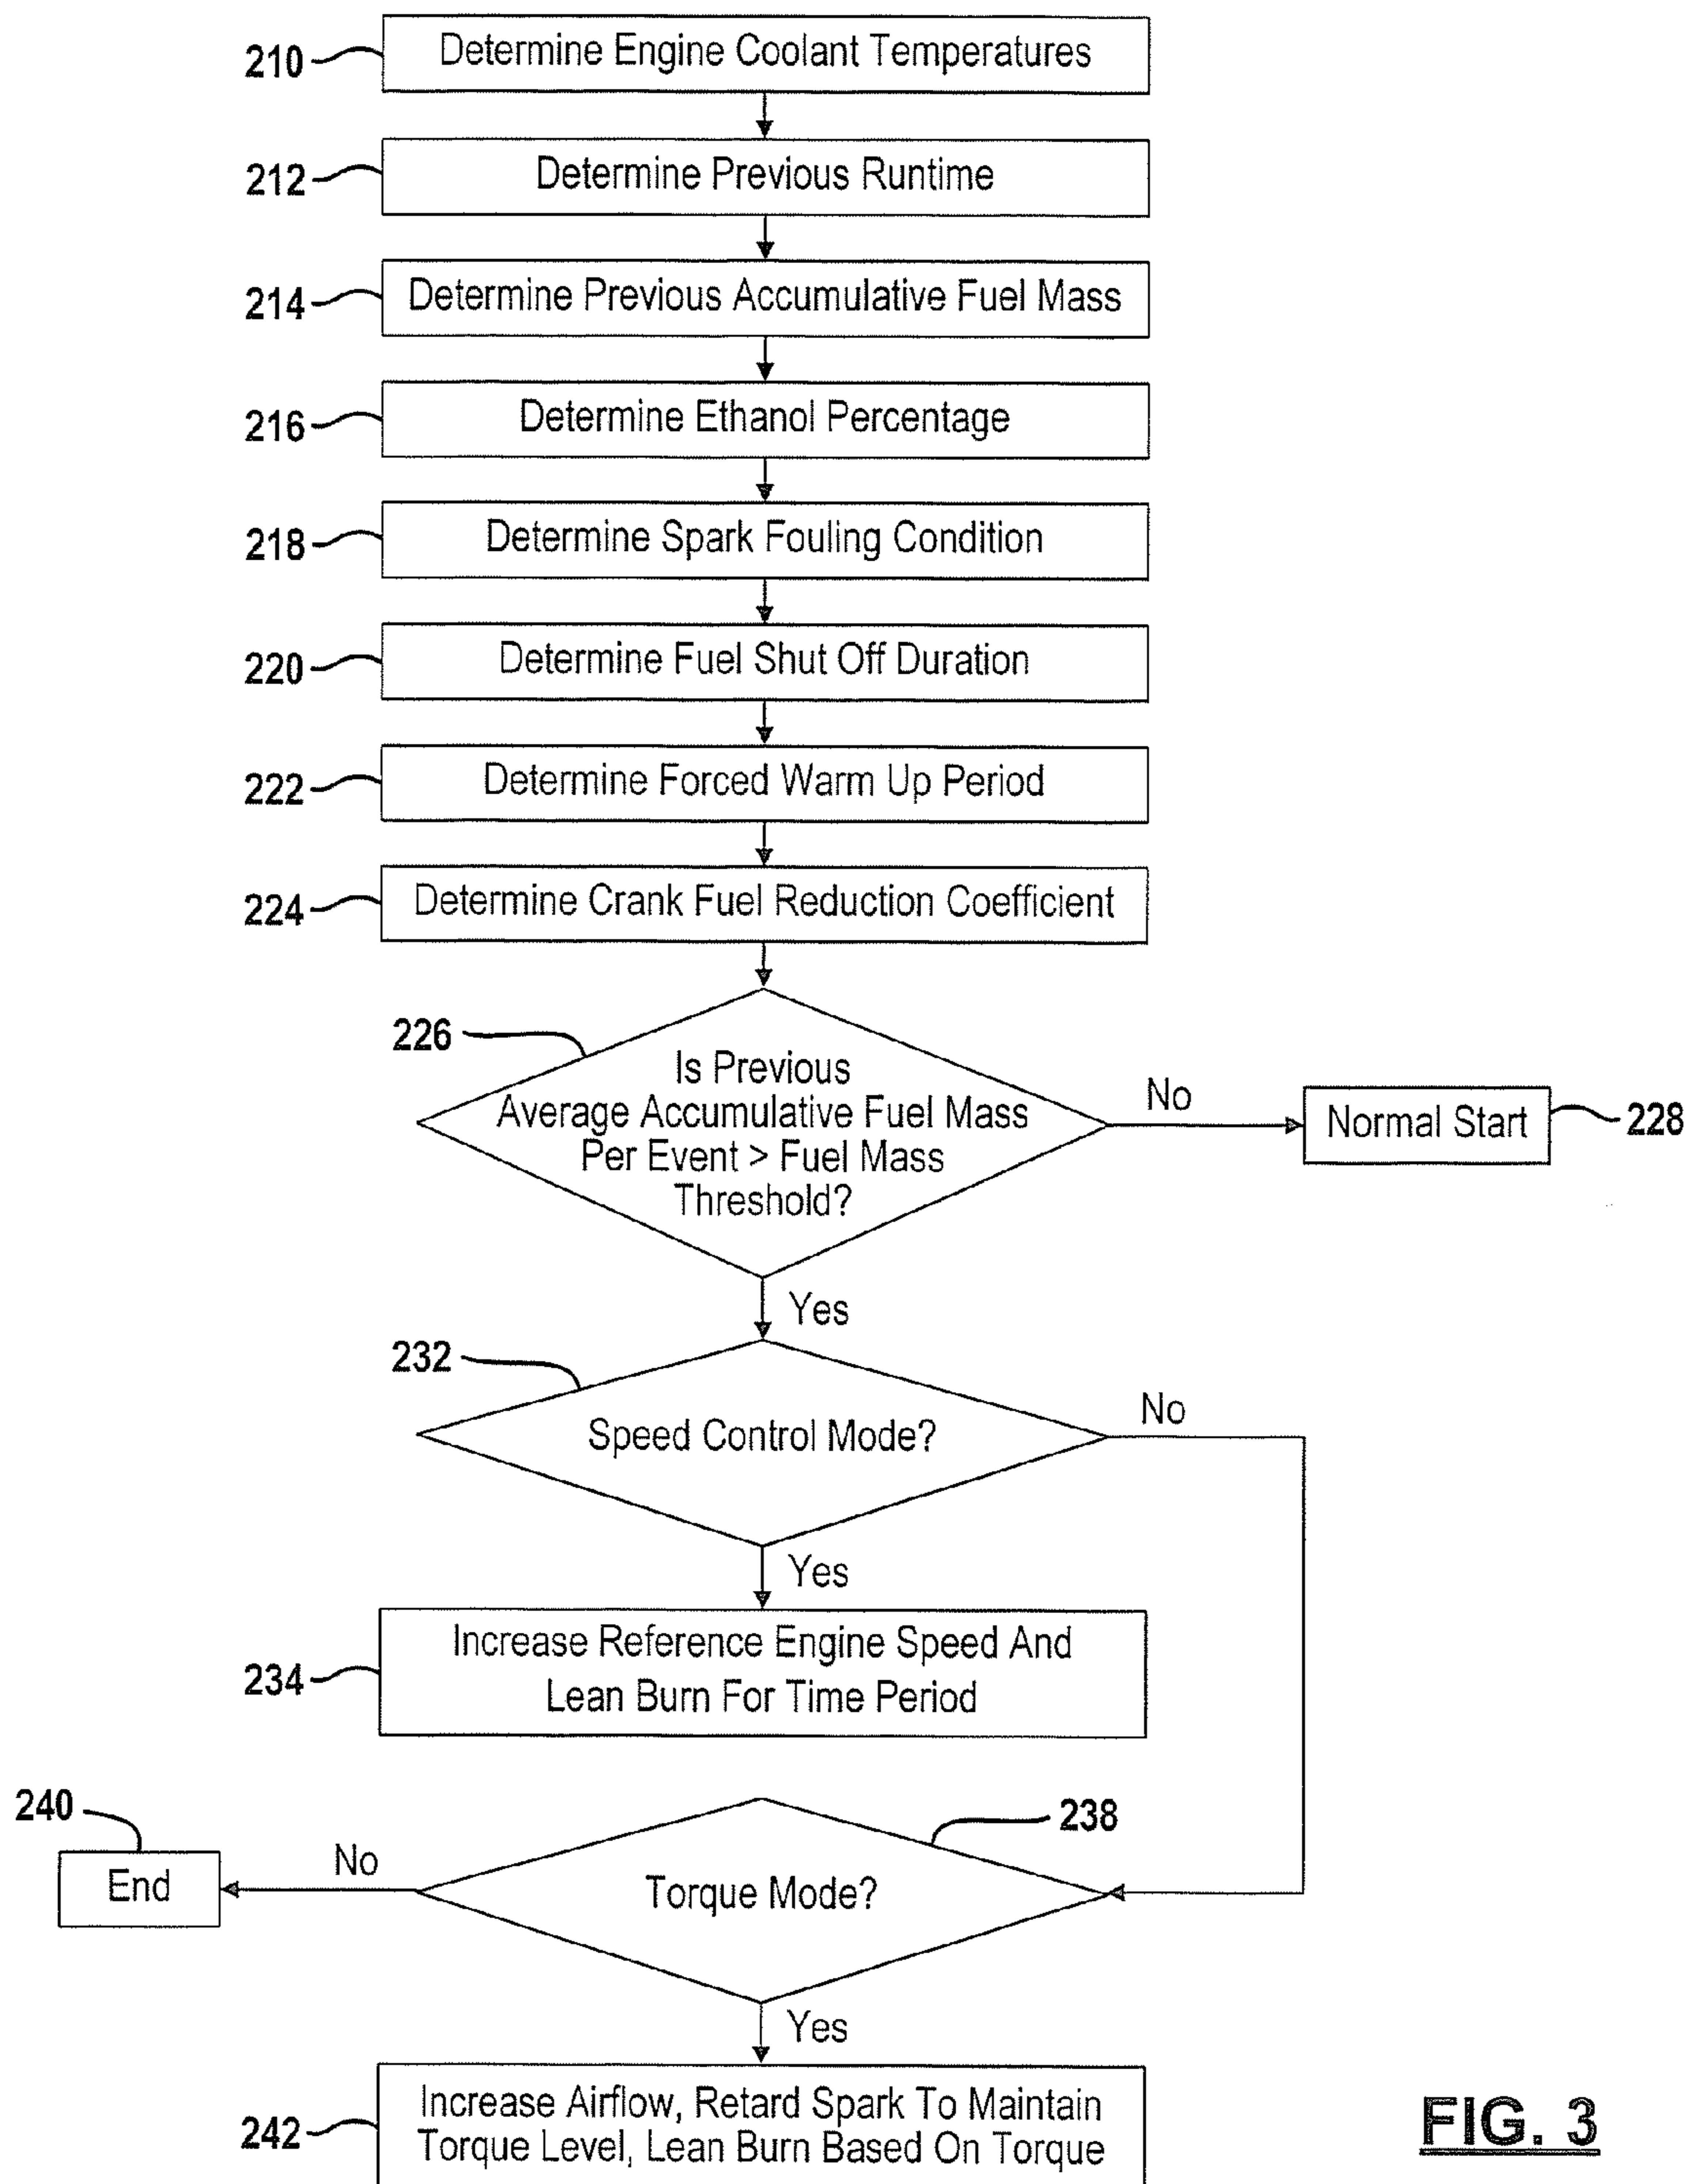 210
Determine Engine Coolant Temperatures
212
Determine Previous Runtime
214
Determine Previous Accumulative Fuel Mass
216
Determine Ethanol Percentage
218
Determine Spark Fouling Condition
220
Determine Fuel Shut Off Duration
222
Determine Forced Warm Up Period
224
Determine Crank Fuel Reduction Coefficient
226
Is Previous
Average Accumulative Fuel Mass
Per Event > Fuel Mass
Threshold?
No
Normal Start
228
Yes
232
Speed Control Mode?
No
Yes
234
Increase Reference Engine Speed And
Lean Burn For Time Period
240
End
No
238
Torque Mode?
Yes
242
Increase Airflow, Retard Spark To Maintain
Torque Level, Lean Burn Based On Torque
FIG. 3